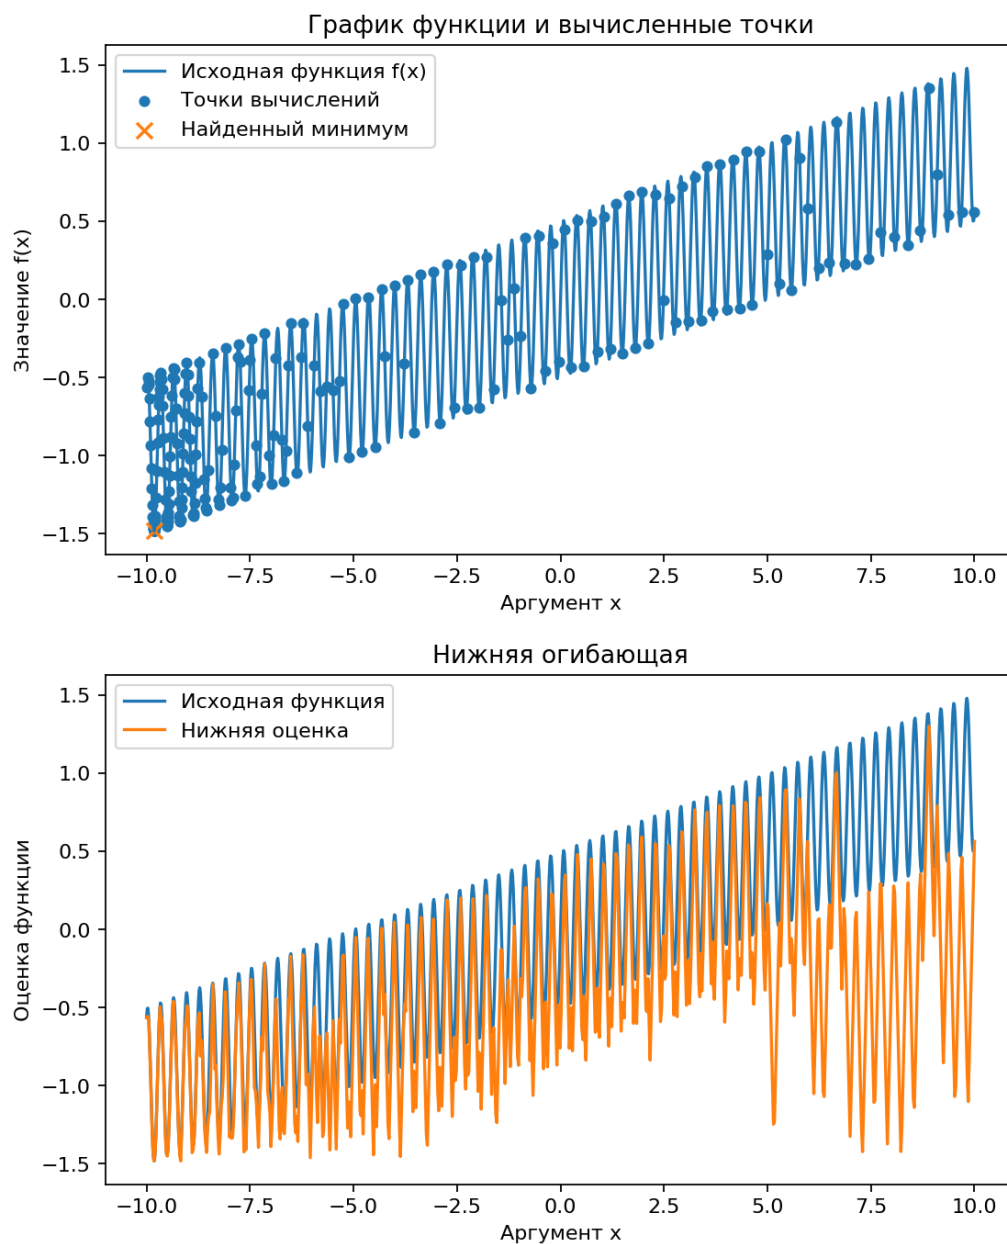 График функции и вычисленные точки
1.5
1.0
0.5
0.0
−0.5
−1.0
−1.5
Значение f(x)
Исходная функция f(x)
Точки вычислений
Найденный минимум
−10.0 −7.5 −5.0 −2.5 0.0 2.5 5.0 7.5 10.0
Аргумент x
Нижняя огибающая
1.5
1.0
0.5
0.0
−0.5
−1.0
−1.5
Оценка функции
Исходная функция
Нижняя оценка
−10.0 −7.5 −5.0 −2.5 0.0 2.5 5.0 7.5 10.0
Аргумент x